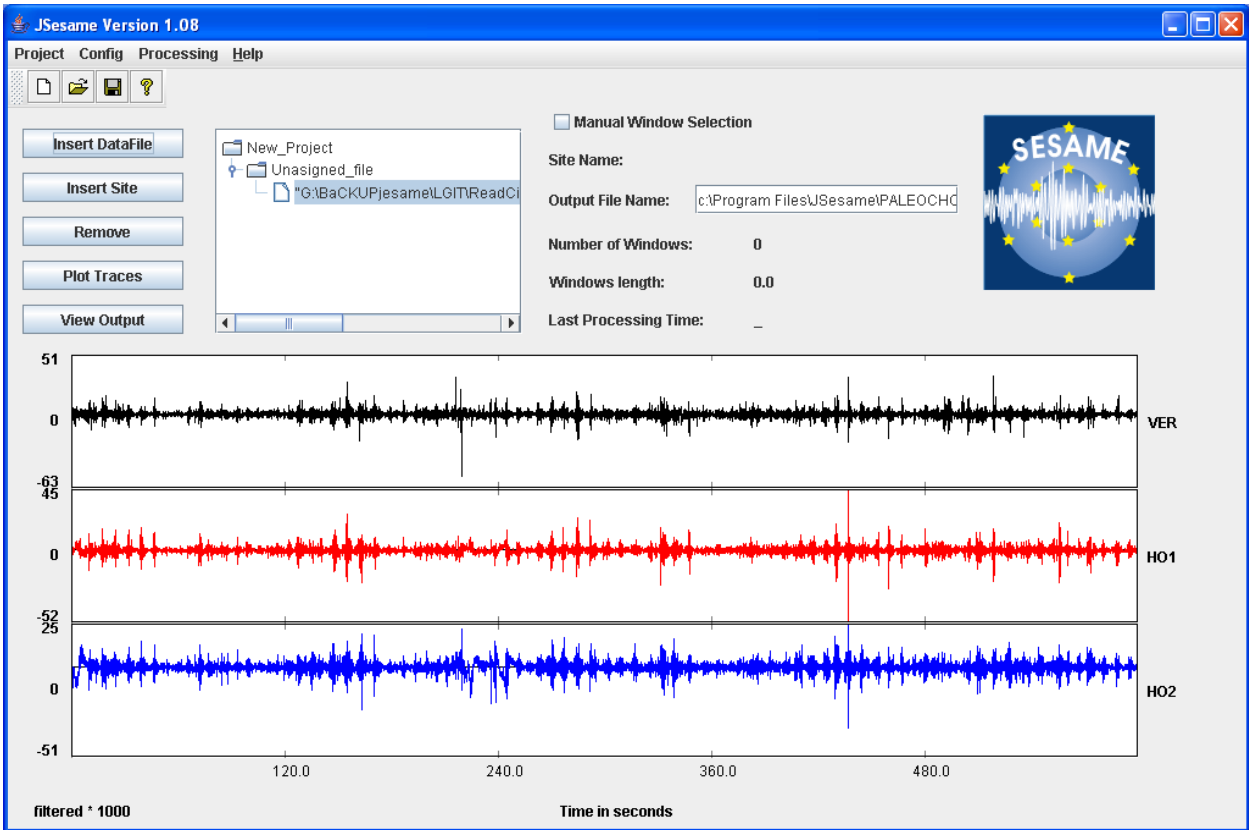 JSesame Version 1.08
Project Config Processing Help
Insert DataFile
Insert Site
Remove
Plot Traces
View Output
New_Project
Unasigned_file
"G:\BaCKUPjesame\LGIT\ReadCi
Manual Window Selection
Site Name:
Output File Name: c:\Program Files\JSesame\PALEOCHO
Number of Windows: 0
Windows length: 0.0
Last Processing Time: _
SESAME
51
0
-63
VER
45
0
-52
HO1
25
0
-51
HO2
120.0 240.0 360.0 480.0
filtered * 1000 Time in seconds